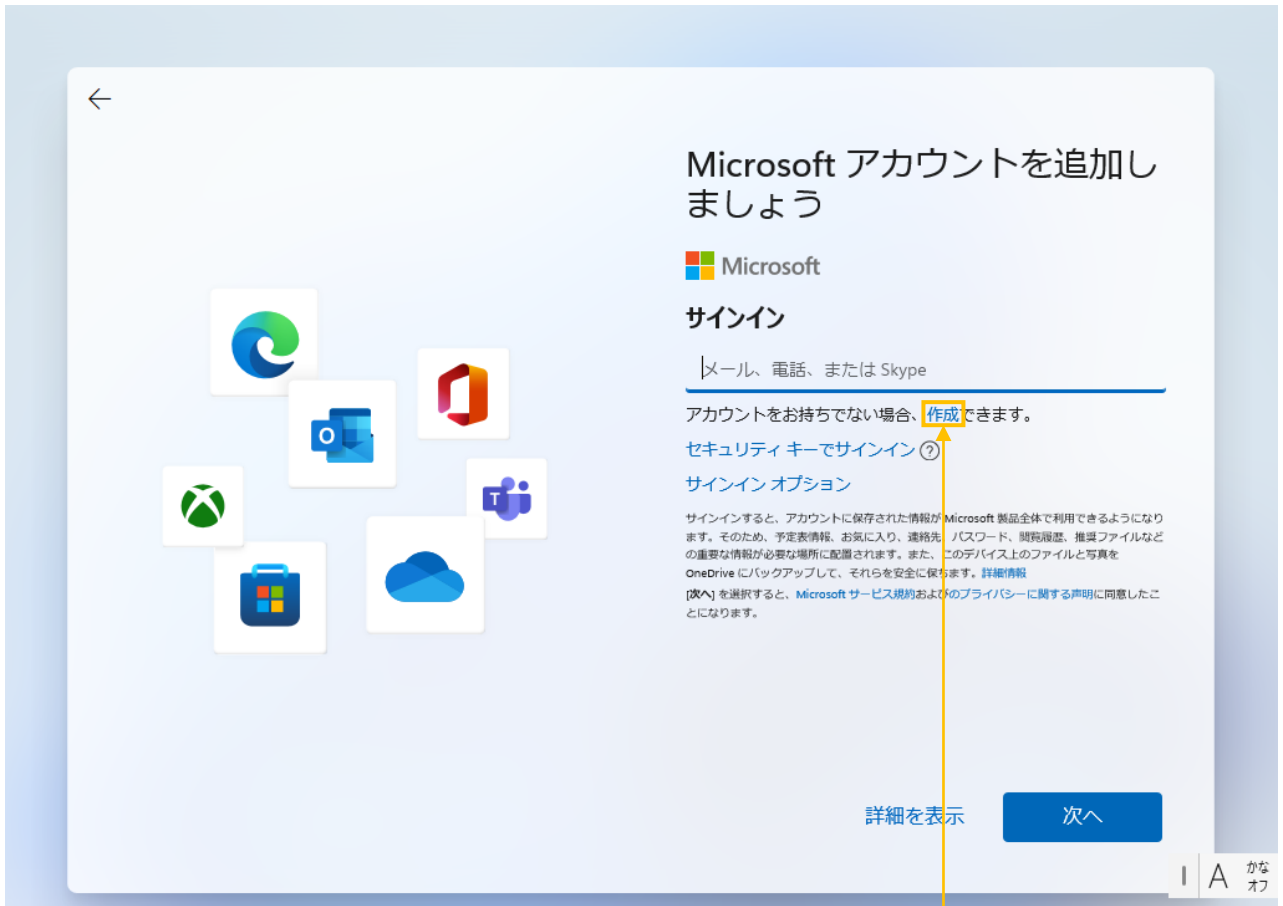 Microsoft アカウントを追加し
ましょう
Microsoft
サインイン
メール、電話、または Skype
アカウントをお持ちでない場合、作成できます。
セキュリティ キーでサインイン ?
サインイン オプション
サインインすると、アカウントに保存された情報が Microsoft 製品全体で利用できるようになり
ます。そのため、予定表情報、お気に入り、連絡先、パスワード、閲覧履歴、推奨ファイルなど
の重要な情報が必要な場所に配置されます。また、このデバイス上のファイルと写真を
OneDrive にバックアップして、それらを安全に保ちます。詳細情報
[次へ] を選択すると、Microsoft サービス規約およびのプライバシーに関する声明に同意したこ
とになります。
詳細を表示
次へ
A
かな
オフ